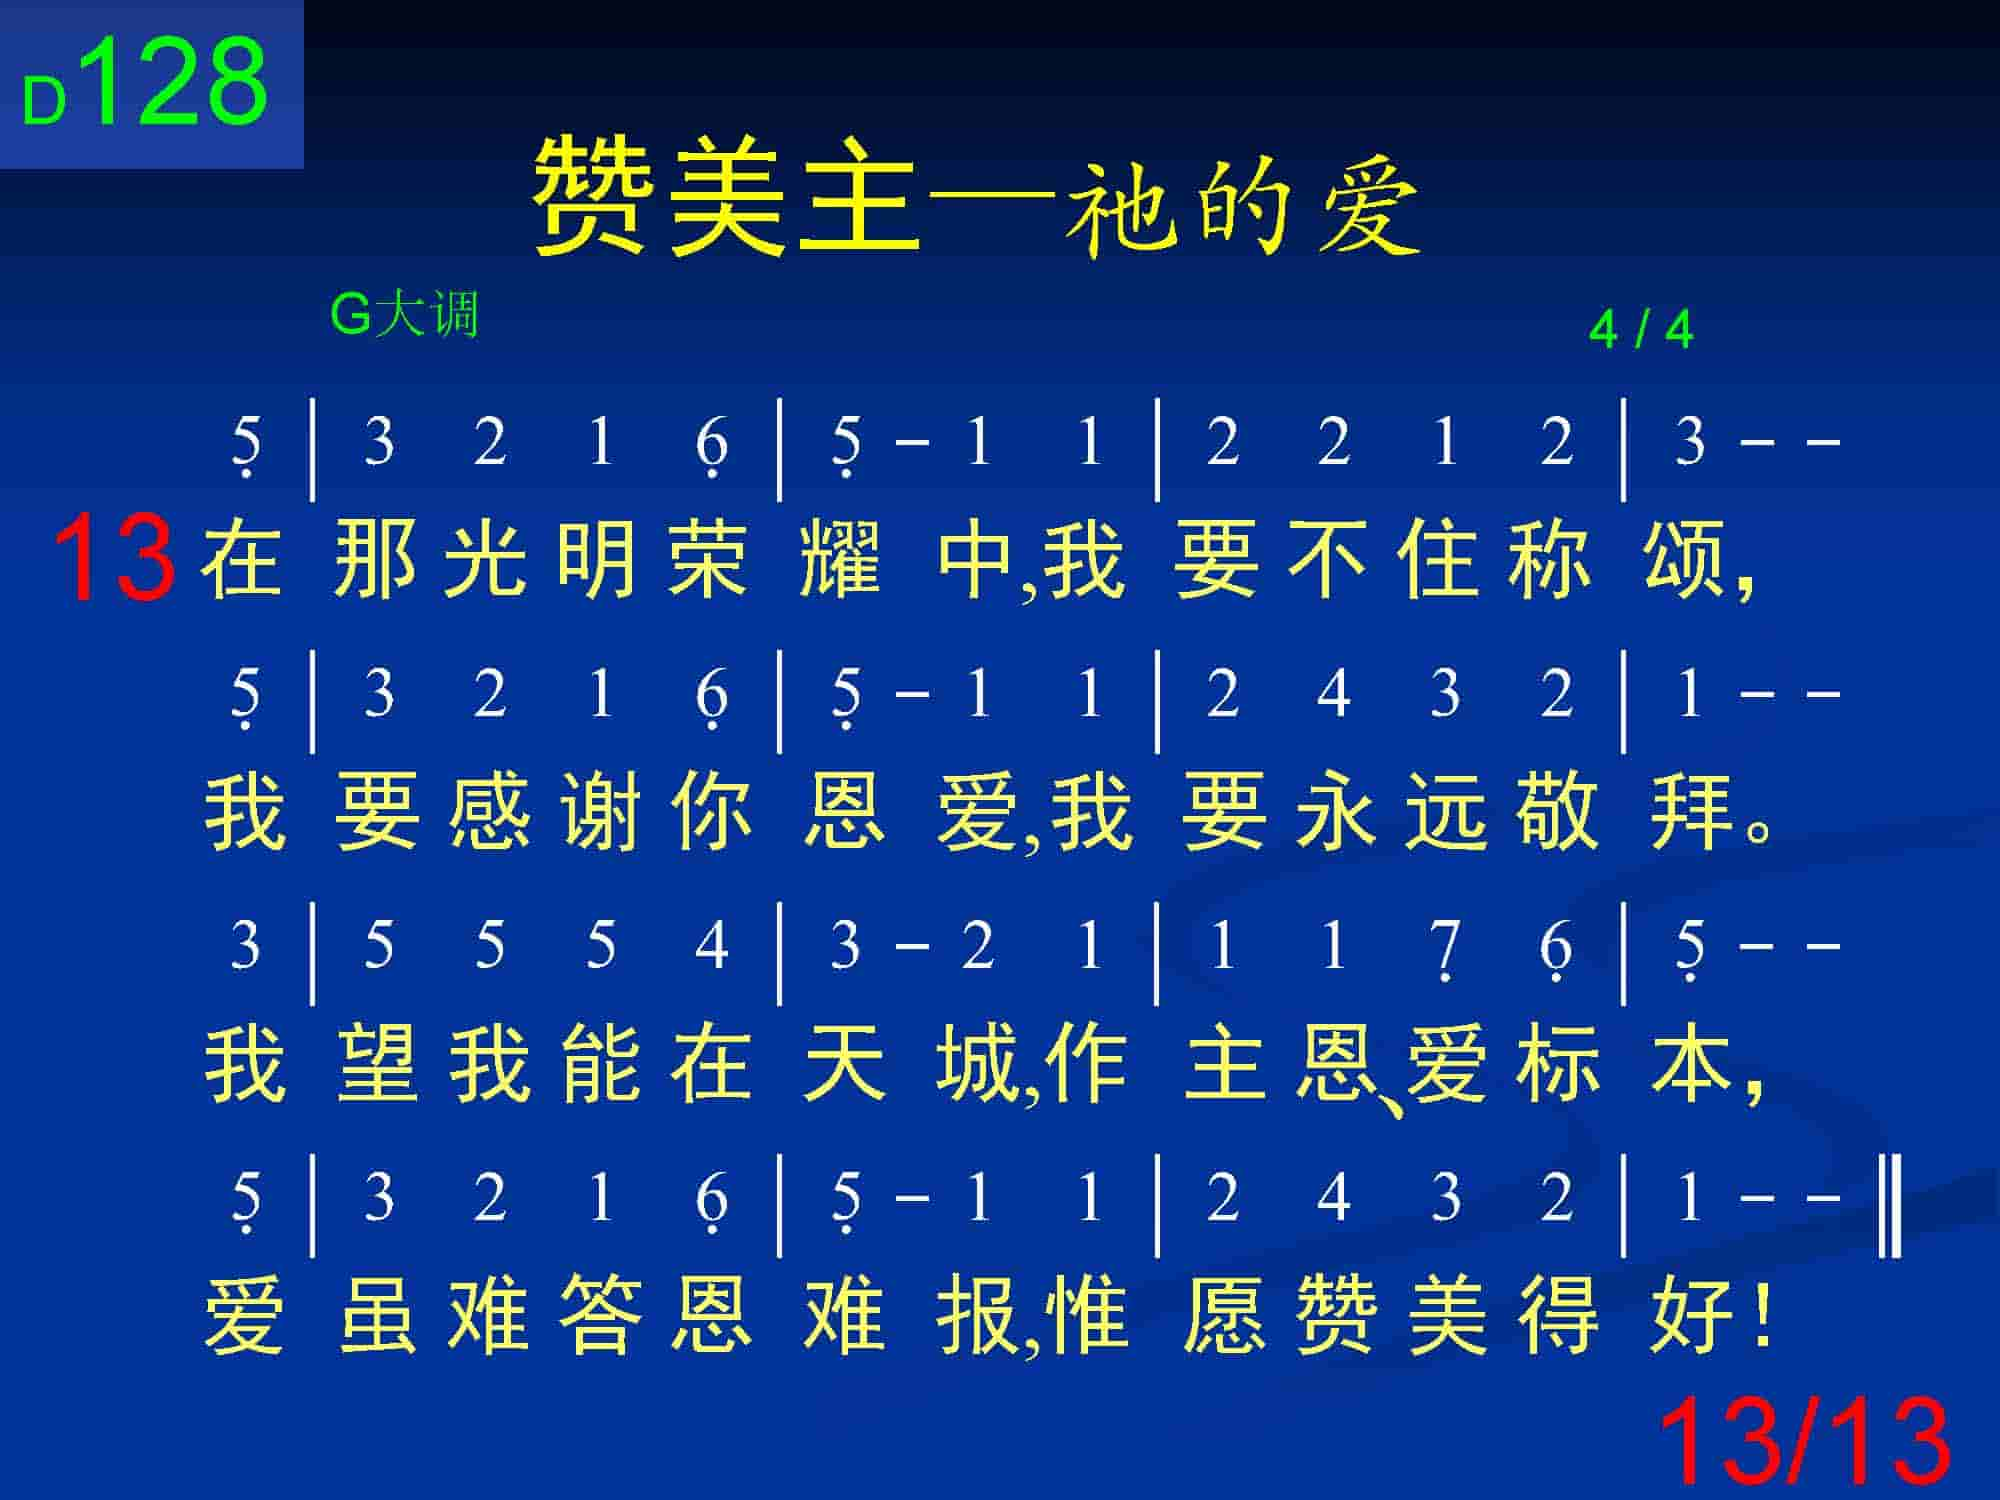 D128
赞美主—祂的爱
G大调 4 / 4
5̣ | 3 2 1 6̣ | 5̣ - 1 1 | 2 2 1 2 | 3 - -
13 在那光明荣耀中,我要不住称颂,
5̣ | 3 2 1 6̣ | 5̣ - 1 1 | 2 4 3 2 | 1 - -
我要感谢你恩爱,我要永远敬拜。
3 | 5 5 5 4 | 3 - 2 1 | 1 1 7̣ 6̣ | 5̣ - -
我望我能在天城,作主恩、爱标本,
5̣ | 3 2 1 6̣ | 5̣ - 1 1 | 2 4 3 2 | 1 - - ‖
爱虽难答恩难报,惟愿赞美得好!
13/13